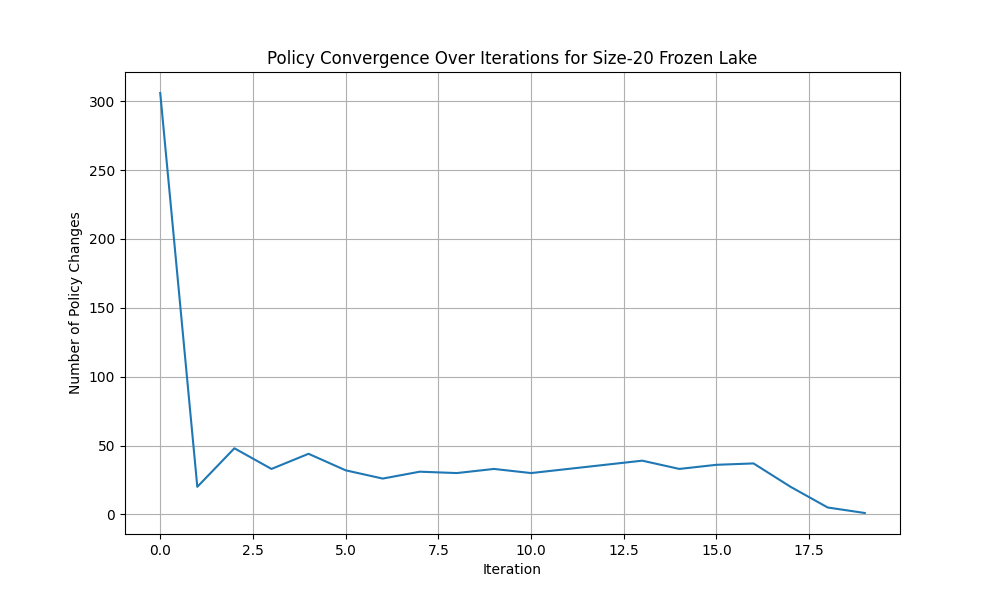 Policy Convergence Over Iterations for Size-20 Frozen Lake
Number of Policy Changes
300
250
200
150
100
50
0
0.0 2.5 5.0 7.5 10.0 12.5 15.0 17.5
Iteration